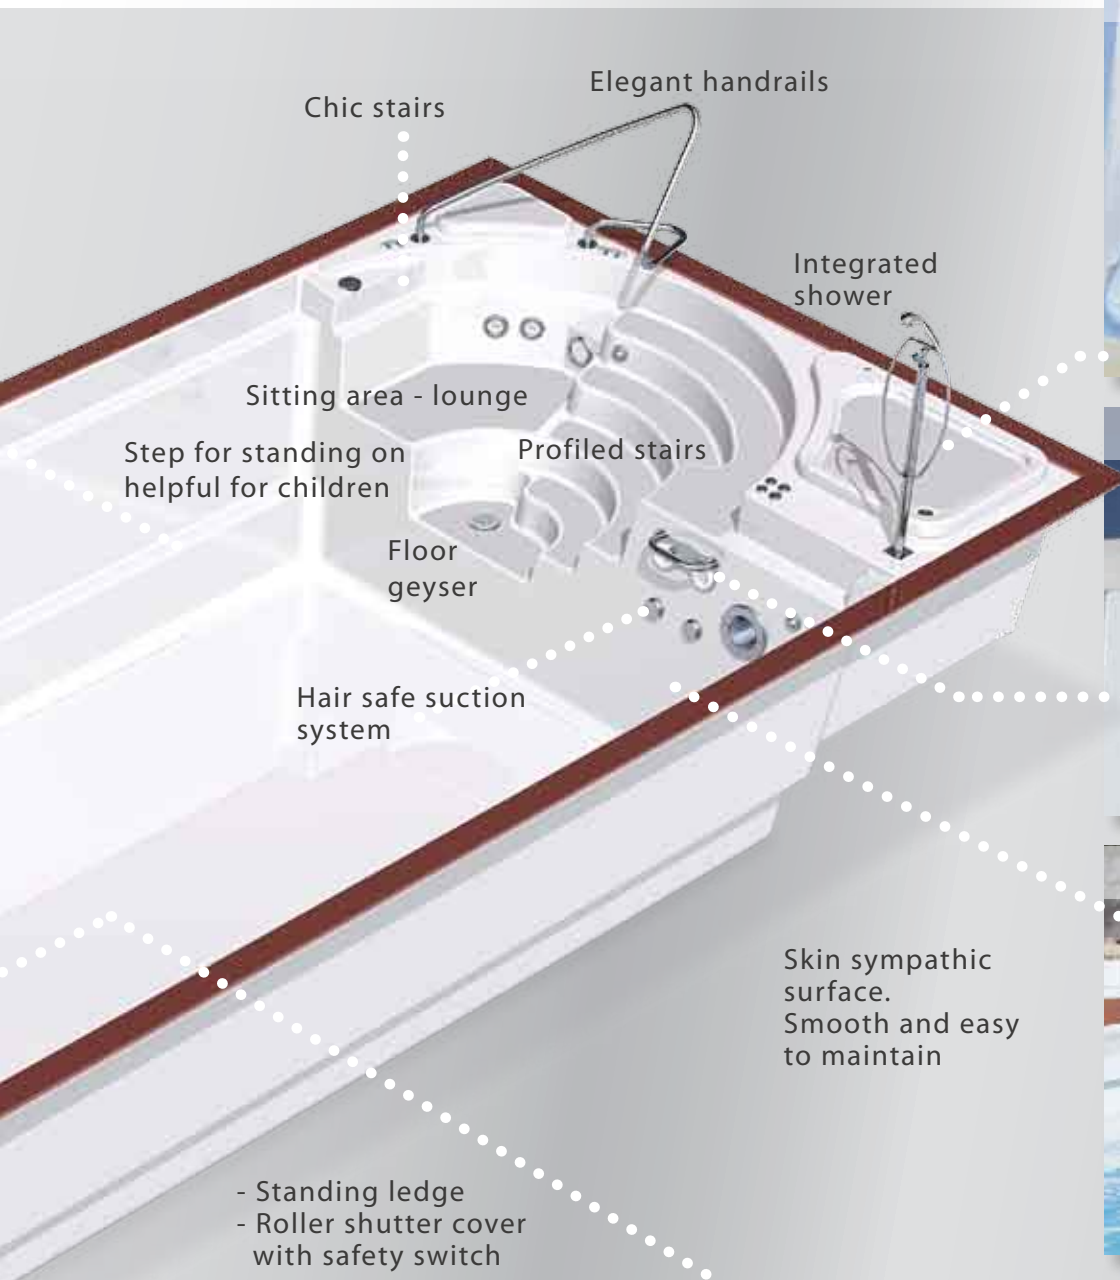 Elegant handrails
Chic stairs
Integrated
shower
Sitting area - lounge
Step for standing on
helpful for children
Profiled stairs
Floor
geyser
Hair safe suction
system
Skin sympathic
surface.
Smooth and easy
to maintain
- Standing ledge
- Roller shutter cover
with safety switch